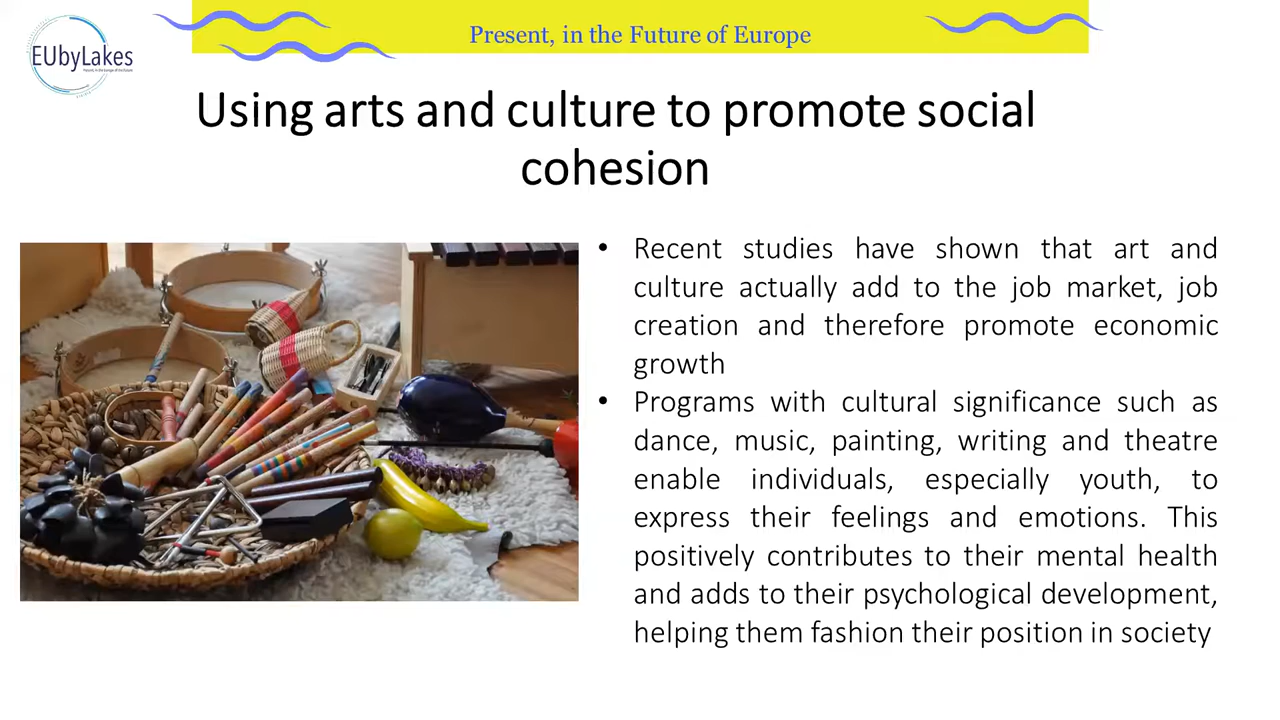 Present, in the Future of Europe
EUbyLakes
Using arts and culture to promote social
cohesion
• Recent studies have shown that art and
culture actually add to the job market, job
creation and therefore promote economic
growth
• Programs with cultural significance such as
dance, music, painting, writing and theatre
enable individuals, especially youth, to
express their feelings and emotions. This
positively contributes to their mental health
and adds to their psychological development,
helping them fashion their position in society